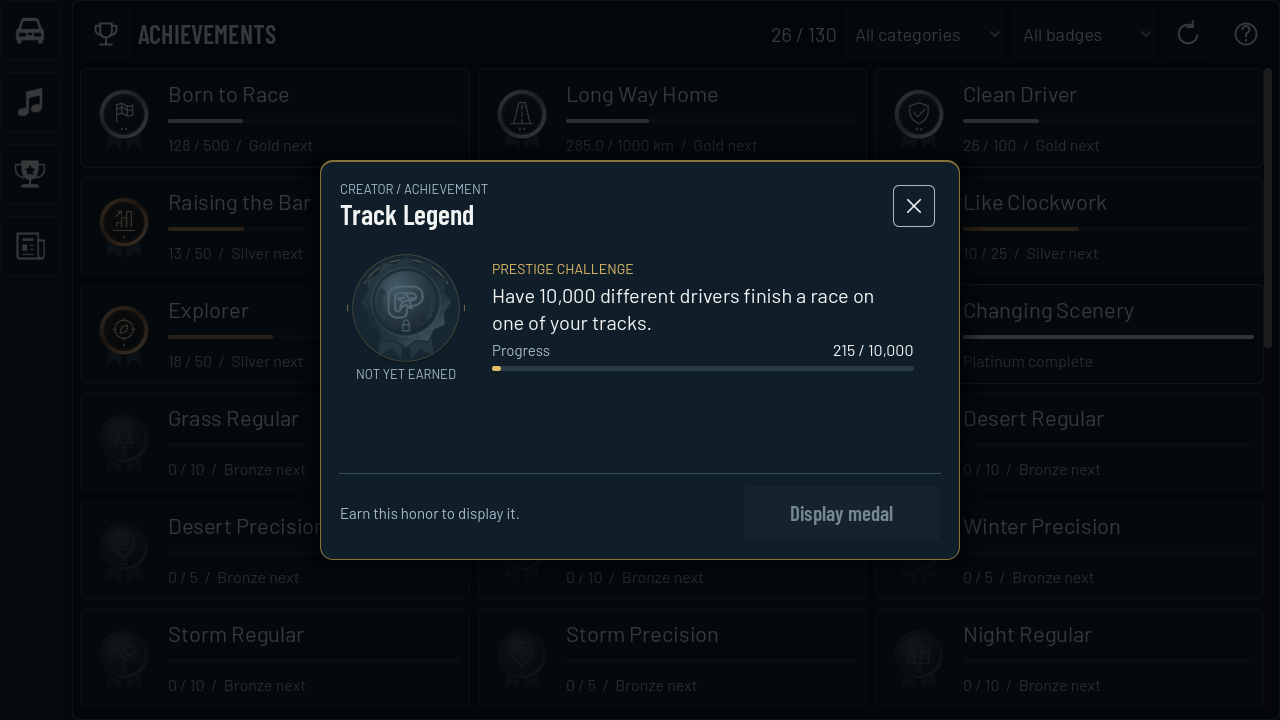 ACHIEVEMENTS
26 / 130
All categories
All badges
Born to Race
128 / 500 / Gold next
Long Way Home
285.0 / 1000 km / Gold next
Clean Driver
26 / 100 / Gold next
Raising the Bar
13 / 50 / Silver next
Like Clockwork
10 / 25 / Silver next
Explorer
18 / 50 / Silver next
Changing Scenery
Platinum complete
CREATOR / ACHIEVEMENT
Track Legend
NOT YET EARNED
PRESTIGE CHALLENGE
Have 10,000 different drivers finish a race on
one of your tracks.
Progress
215 / 10,000
Earn this honor to display it.
Display medal
Grass Regular
0 / 10 / Bronze next
Desert Regular
0 / 10 / Bronze next
Desert Precision
0 / 5 / Bronze next
0 / 10 / Bronze next
Winter Precision
0 / 5 / Bronze next
Storm Regular
0 / 10 / Bronze next
Storm Precision
0 / 5 / Bronze next
Night Regular
0 / 10 / Bronze next